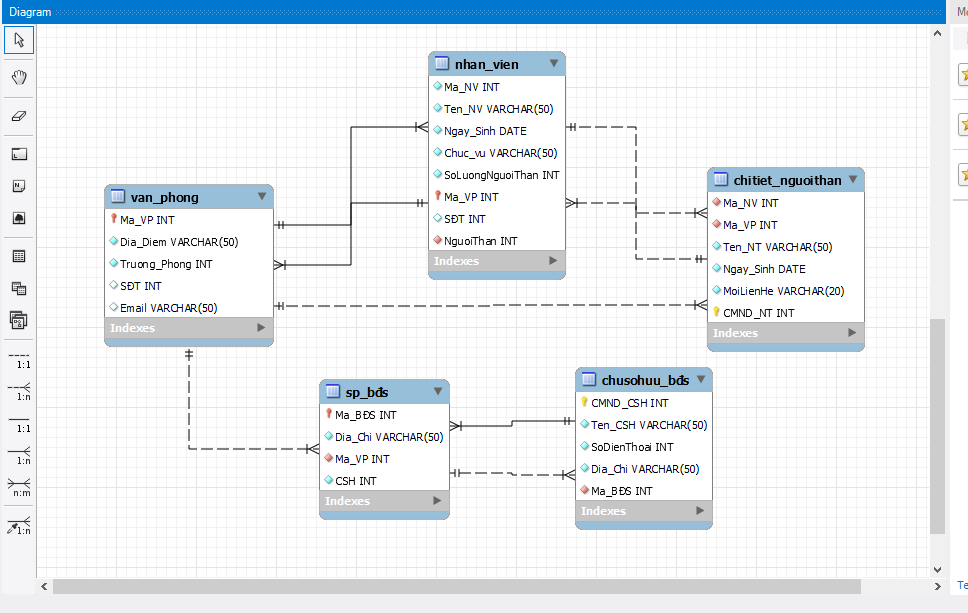 Diagram
nhan_vien
Ma_NV INT
Ten_NV VARCHAR(50)
Ngay_Sinh DATE
Chuc_vu VARCHAR(50)
SoLuongNguoiThan INT
Ma_VP INT
SĐT INT
NguoiThan INT
Indexes
chitiet_nguoithan
Ma_NV INT
Ma_VP INT
Ten_NT VARCHAR(50)
Ngay_Sinh DATE
MoiLienHe VARCHAR(20)
CMND_NT INT
Indexes
van_phong
Ma_VP INT
Dia_Diem VARCHAR(50)
Truong_Phong INT
SĐT INT
Email VARCHAR(50)
Indexes
sp_bđs
Ma_BĐS INT
Dia_Chi VARCHAR(50)
Ma_VP INT
CSH INT
Indexes
chusohuu_bđs
CMND_CSH INT
Ten_CSH VARCHAR(50)
SoDienThoai INT
Dia_Chi VARCHAR(50)
Ma_BĐS INT
Indexes
1:1
1:n
1:1
1:n
n:m
1:n